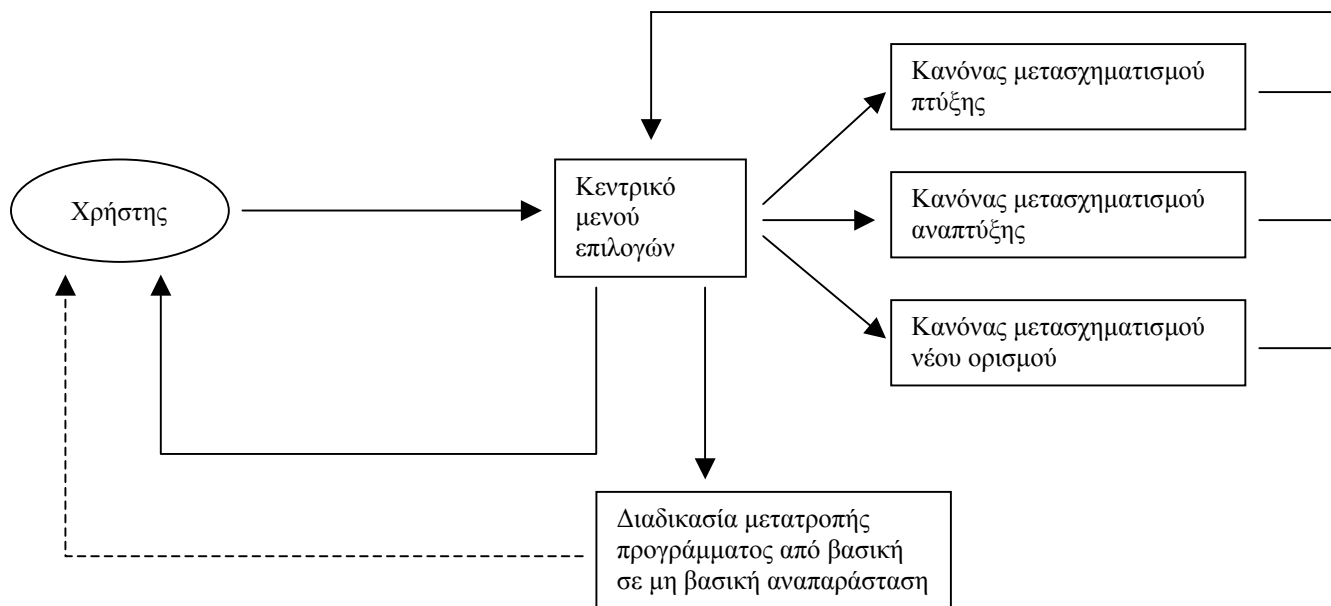 Κανόνας μετασχηματισμού
πτύξης
Χρήστης
Κεντρικό
μενού
επιλογών
Κανόνας μετασχηματισμού
αναπτύξης
Κανόνας μετασχηματισμού
νέου ορισμού
Διαδικασία μετατροπής
προγράμματος από βασική
σε μη βασική αναπαράσταση